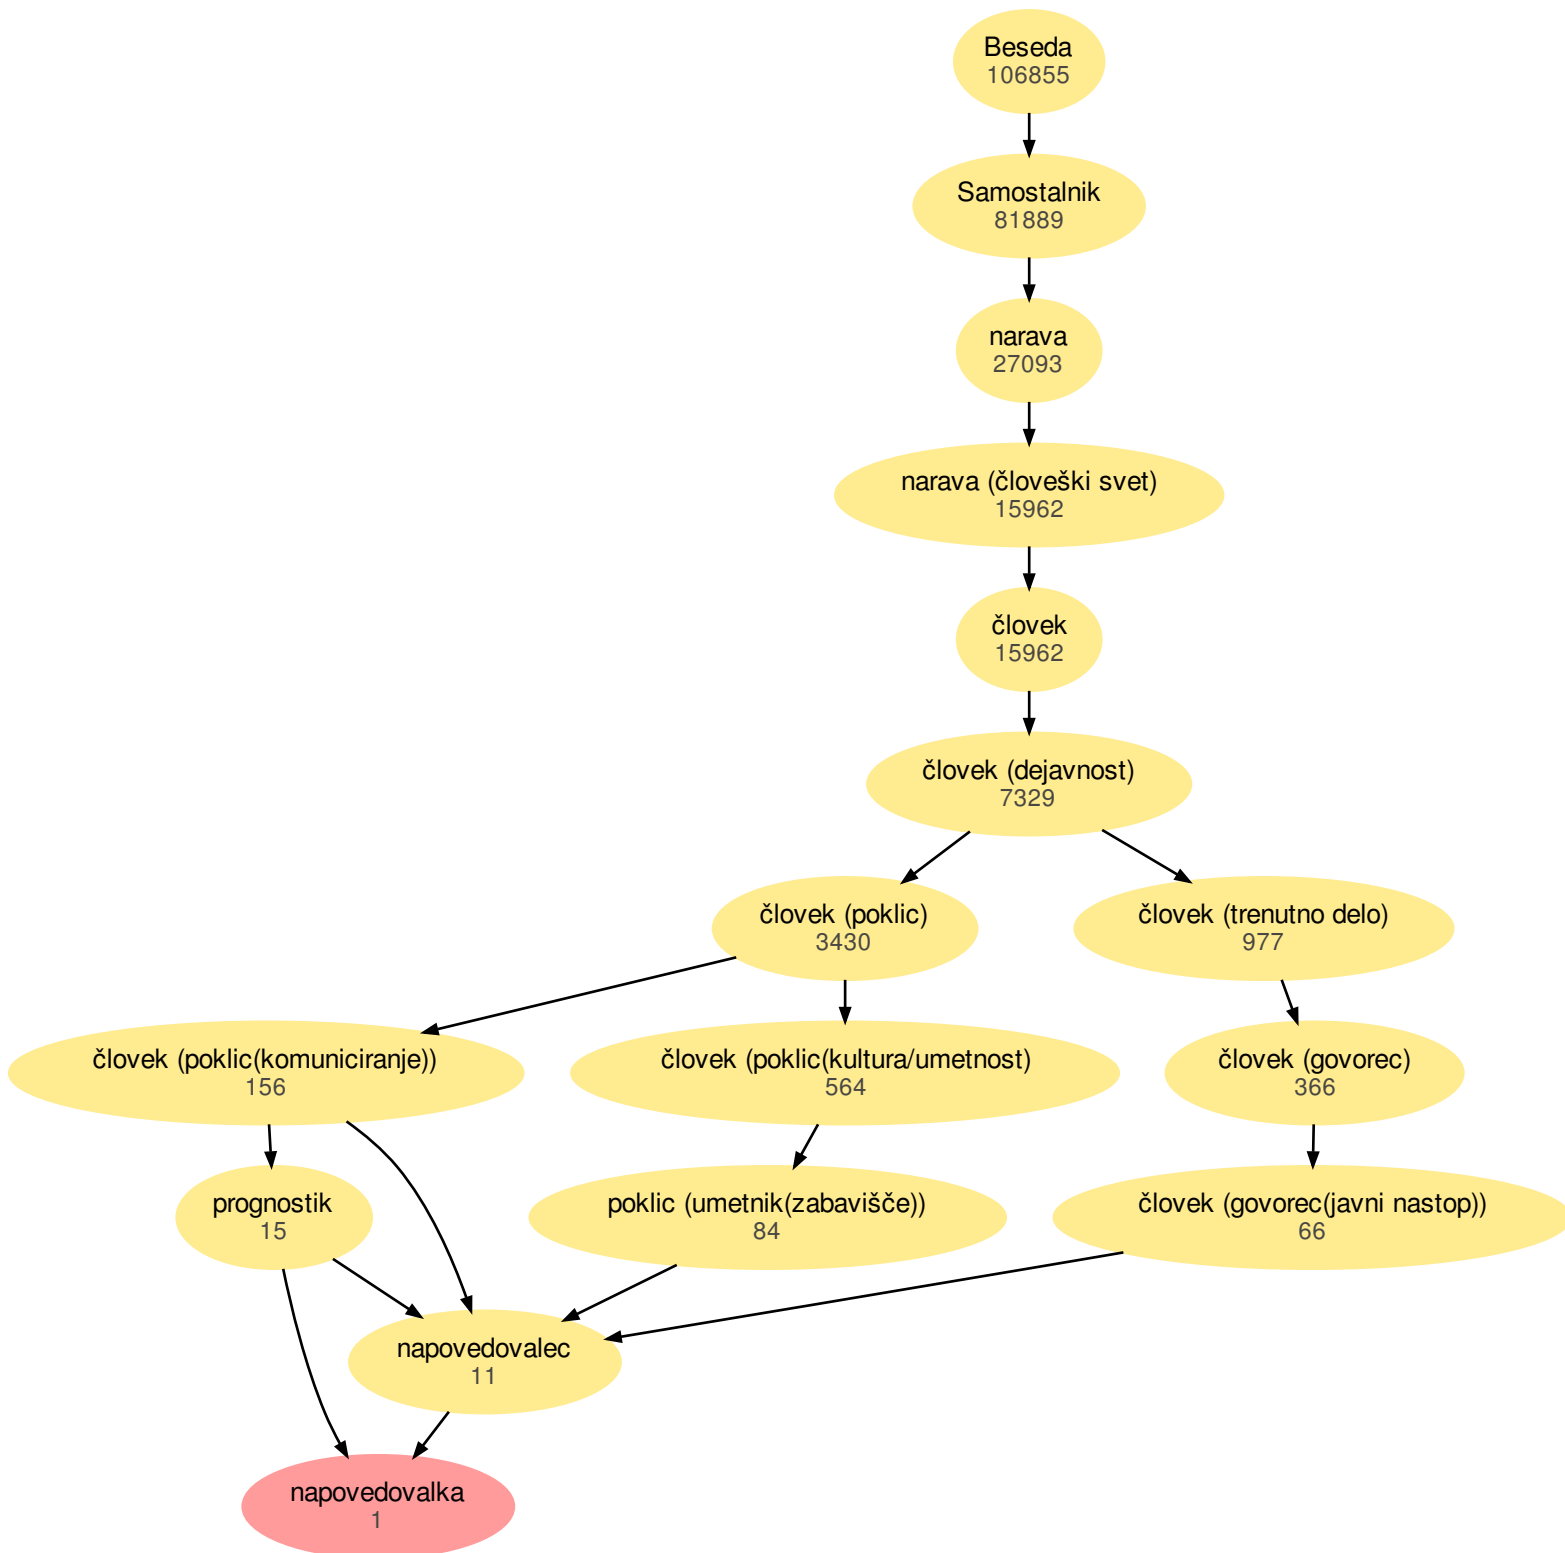 Beseda
106855
Samostalnik
81889
narava
27093
narava (človeški svet)
15962
človek
15962
človek (dejavnost)
7329
človek (poklic)
3430
človek (trenutno delo)
977
človek (poklic(komuniciranje))
156
človek (poklic(kultura/umetnost)
564
človek (govorec)
366
prognostik
15
poklic (umetnik(zabavišče))
84
človek (govorec(javni nastop))
66
napovedovalec
11
napovedovalka
1